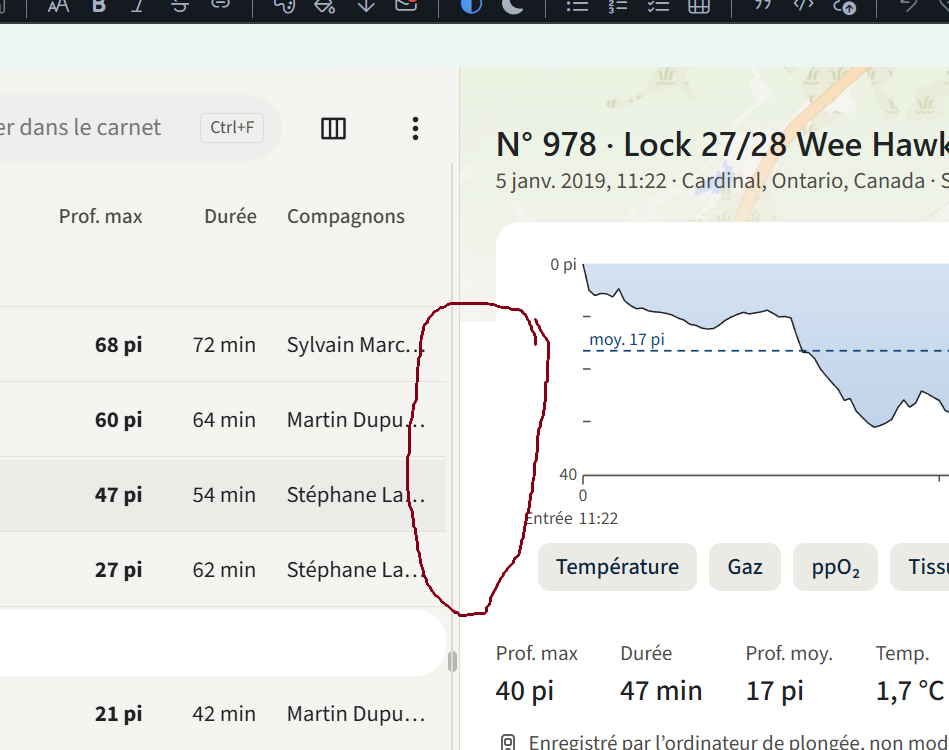 AA B I S
er dans le carnet Ctrl+F
N° 978 · Lock 27/28 Wee Hawk
5 janv. 2019, 11:22 · Cardinal, Ontario, Canada · S
Prof. max Durée Compagnons
0 pi
moy. 17 pi
68 pi 72 min Sylvain Marc…
60 pi 64 min Martin Dupu…
47 pi 54 min Stéphane La…
27 pi 62 min Stéphane La…
21 pi 42 min Martin Dupu…
40
0
Entrée 11:22
Température Gaz ppO₂ Tissu
Prof. max Durée Prof. moy. Temp.
40 pi 47 min 17 pi 1,7 °C
Enregistré par l’ordinateur de plongée, non mod